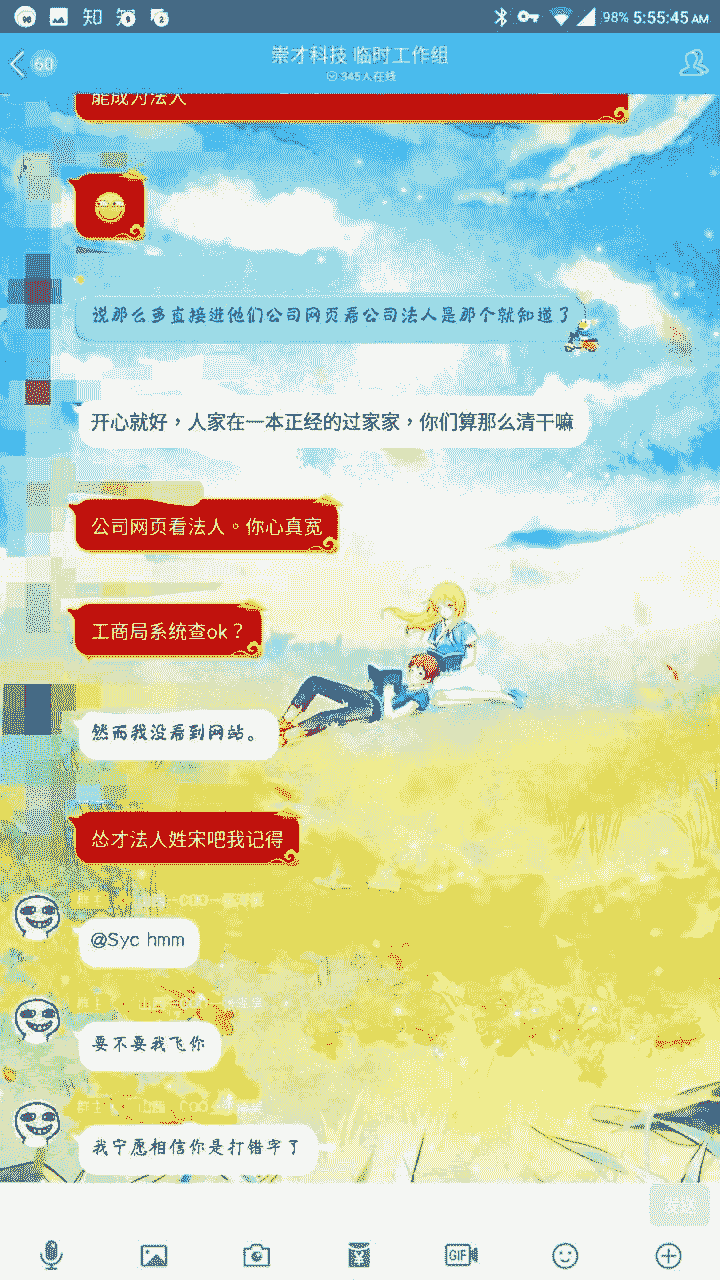 知
98% 5:55:45 AM
60
崇才科技 临时工作组
345人在线
能成为法人
说那么多直接进他们公司网页看公司法人是那个就知道了
开心就好，人家在一本正经的过家家，你们算那么清干嘛
公司网页看法人。你心真宽
工商局系统查ok？
然而我没看到网站。
怂才法人姓宋吧我记得
@Syc hmm
要不要我飞你
群主
我宁愿相信你是打错字了
发送
GIF